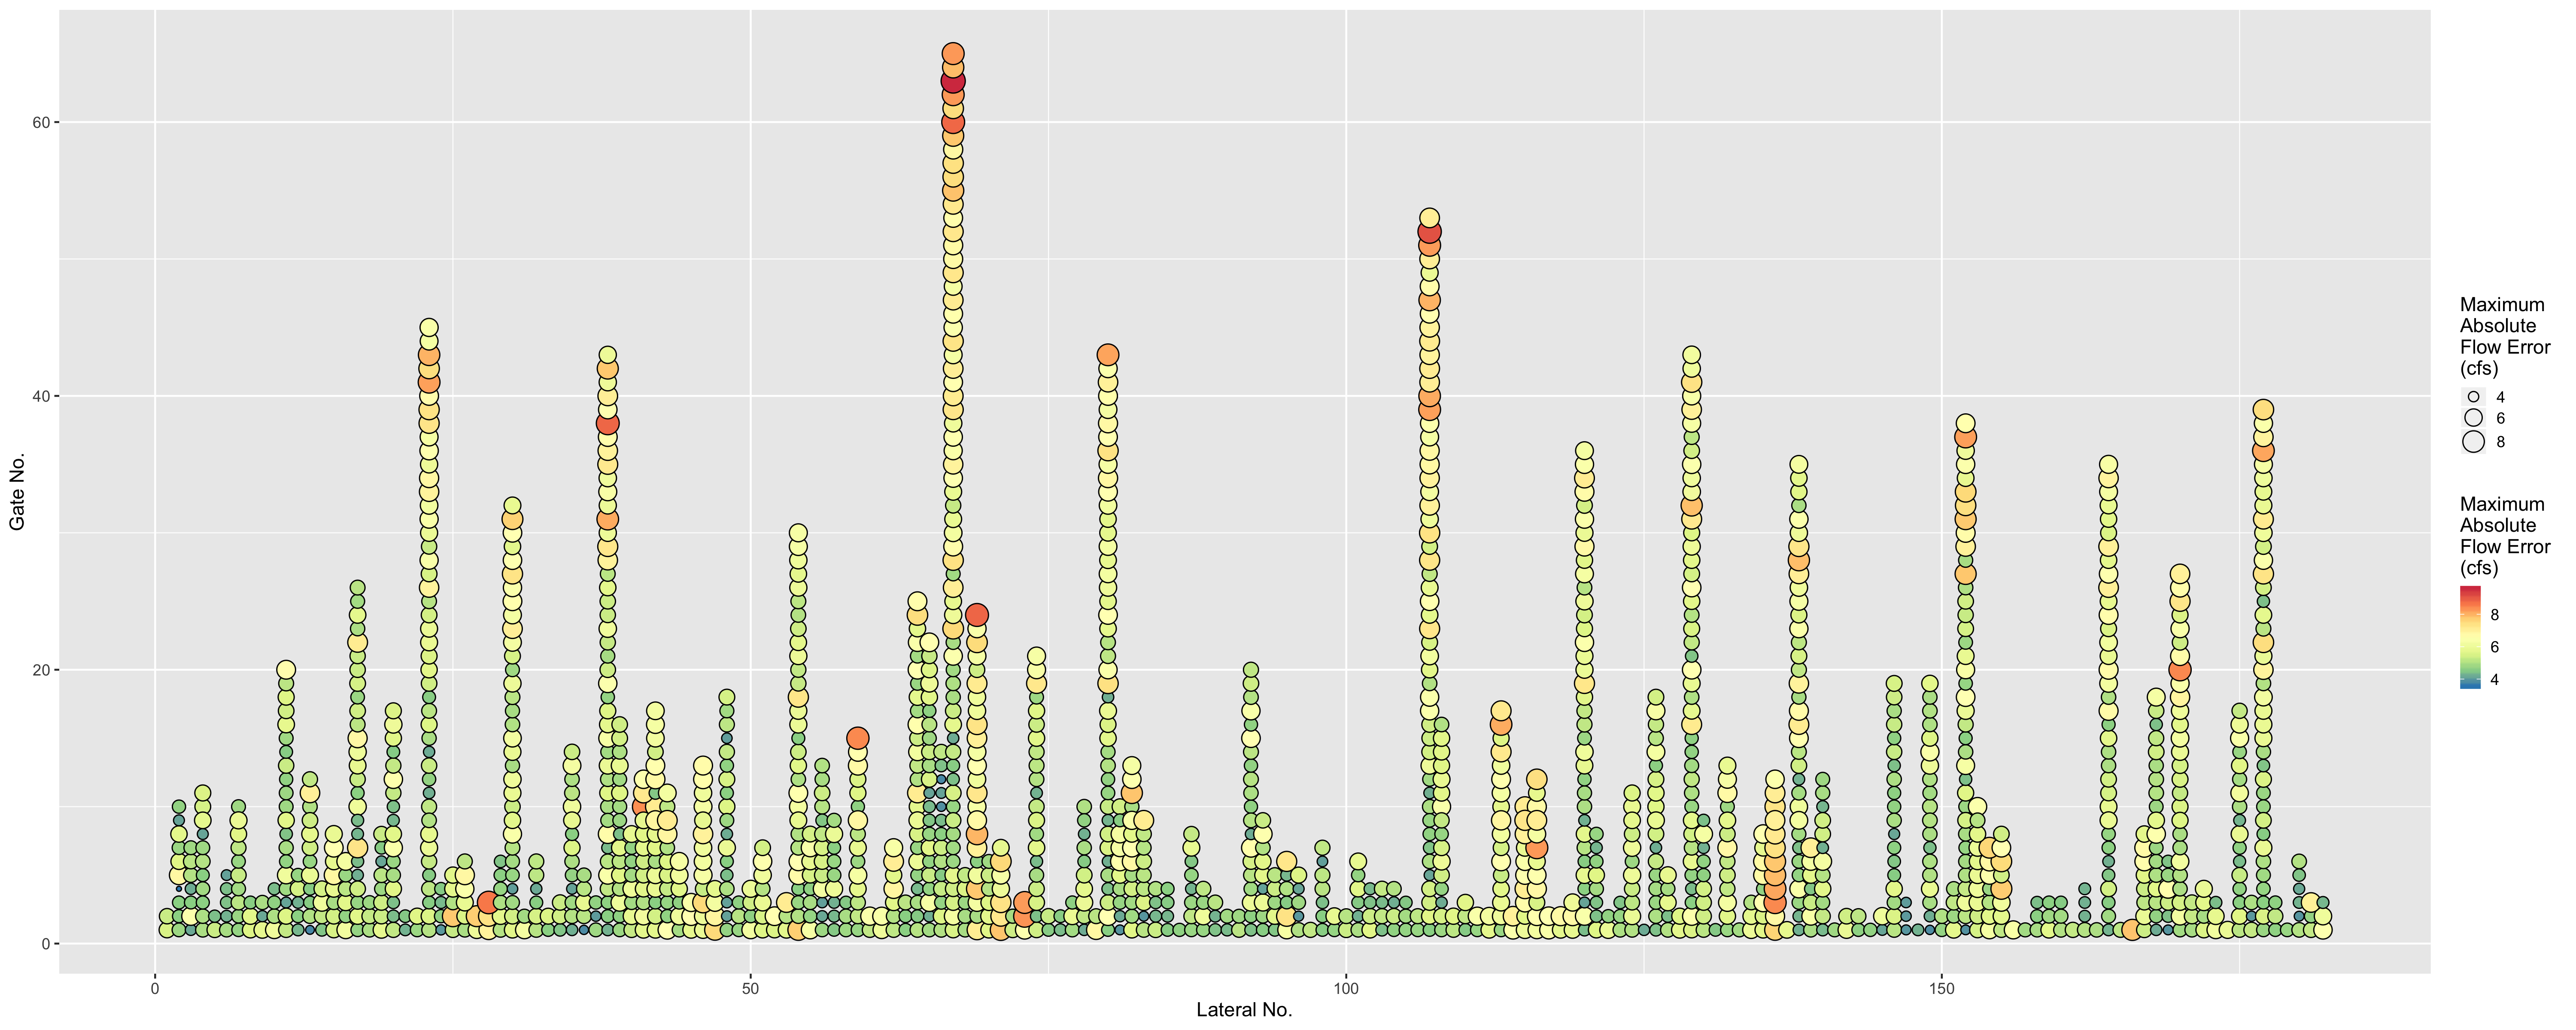 60
40
20
0
Gate No.
0
50
100
150
Lateral No.
Maximum
Absolute
Flow Error
(cfs)
4
6
8
Maximum
Absolute
Flow Error
(cfs)
8
6
4